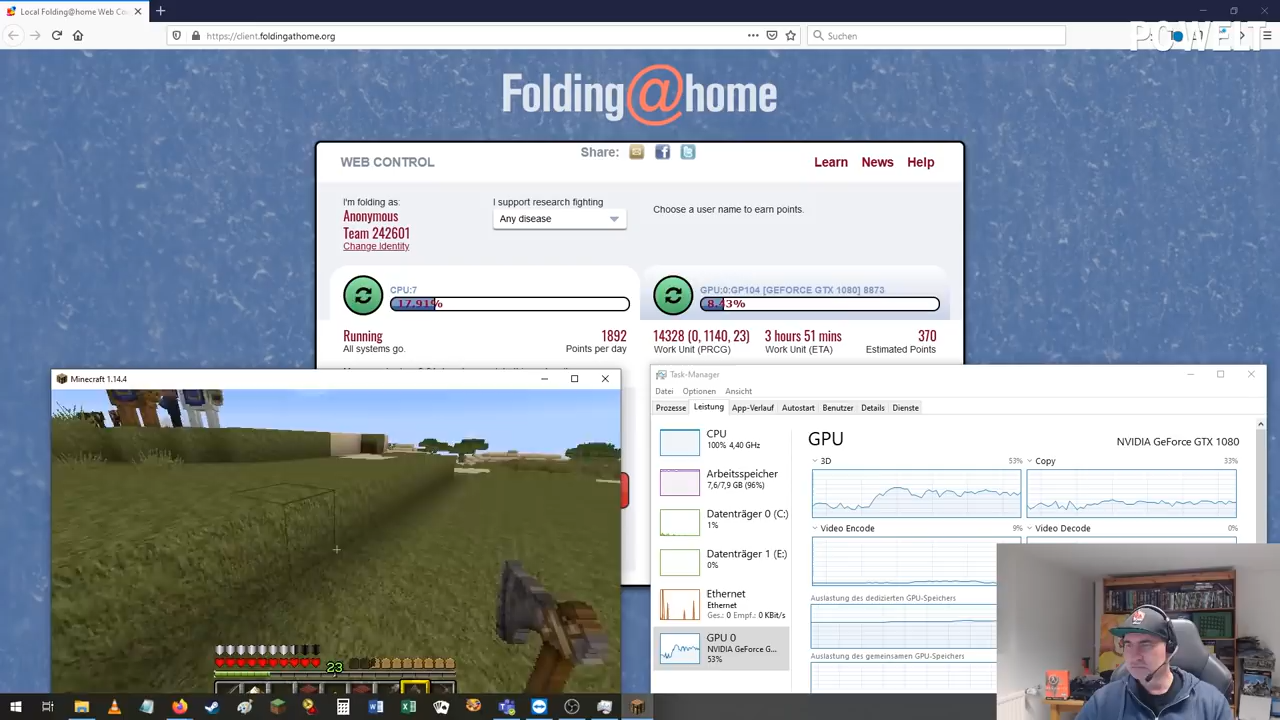 Local Folding@home Web Co
https://client.foldingathome.org
Suchen
PCWELT
Folding@home
WEB CONTROL
Share:
Learn News Help
I'm folding as:
Anonymous
Team 242601
Change Identity
I support research fighting
Any disease
Choose a user name to earn points.
CPU:7
17.91%
GPU:0:GP104 [GEFORCE GTX 1080] 8873
8.43%
Running
All systems go.
1892
Points per day
14328 (0, 1140, 23)
Work Unit (PRCG)
3 hours 51 mins
Work Unit (ETA)
370
Estimated Points
Minecraft 1.14.4
23
Task-Manager
Datei Optionen Ansicht
Prozesse Leistung App-Verlauf Autostart Benutzer Details Dienste
CPU
100% 4,40 GHz
Arbeitsspeicher
7,6/7,9 GB (96%)
Datenträger 0 (C:)
1%
Datenträger 1 (E:)
0%
Ethernet
Ethernet
Ges.: 0 Empf.: 0 KBit/s
GPU 0
NVIDIA GeForce G...
53%
GPU
NVIDIA GeForce GTX 1080
3D 53%
Copy 33%
Video Encode 9%
Video Decode 0%
Auslastung des dedizierten GPU-Speichers
Auslastung des gemeinsamen GPU-Speichers